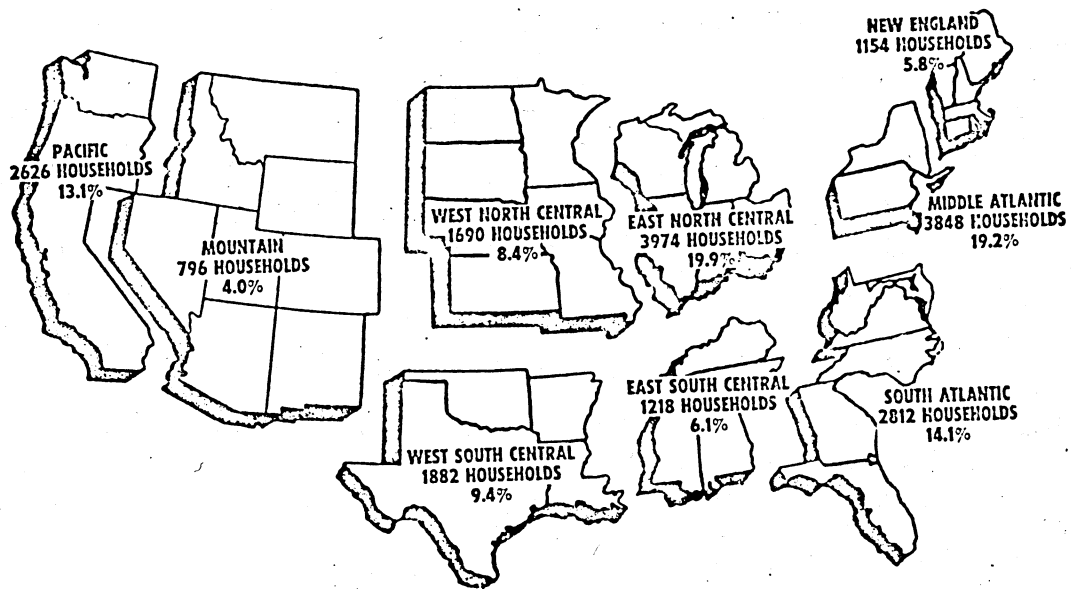 NEW ENGLAND
1154 HOUSEHOLDS
5.8%
PACIFIC
2626 HOUSEHOLDS
13.1%
WEST NORTH CENTRAL
1690 HOUSEHOLDS
8.4%
EAST NORTH CENTRAL
3974 HOUSEHOLDS
19.9%
MIDDLE ATLANTIC
3848 HOUSEHOLDS
19.2%
MOUNTAIN
796 HOUSEHOLDS
4.0%
EAST SOUTH CENTRAL
1218 HOUSEHOLDS
6.1%
SOUTH ATLANTIC
2812 HOUSEHOLDS
14.1%
WEST SOUTH CENTRAL
1882 HOUSEHOLDS
9.4%